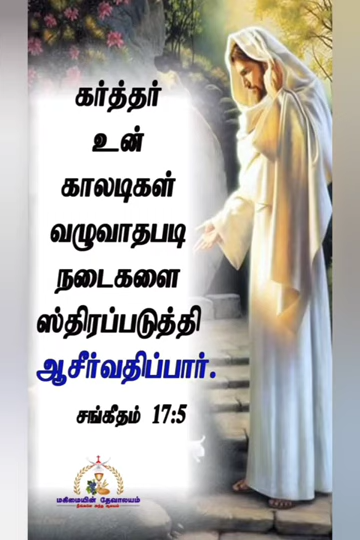 கர்த்தர்
உன்
காலடிகள்
வழுவாதபடி
நடைகளை
ஸ்திரப்படுத்தி
ஆசீர்வதிப்பார்.
சங்கீதம் 17:5
மகிமையின் தேவாலயம்